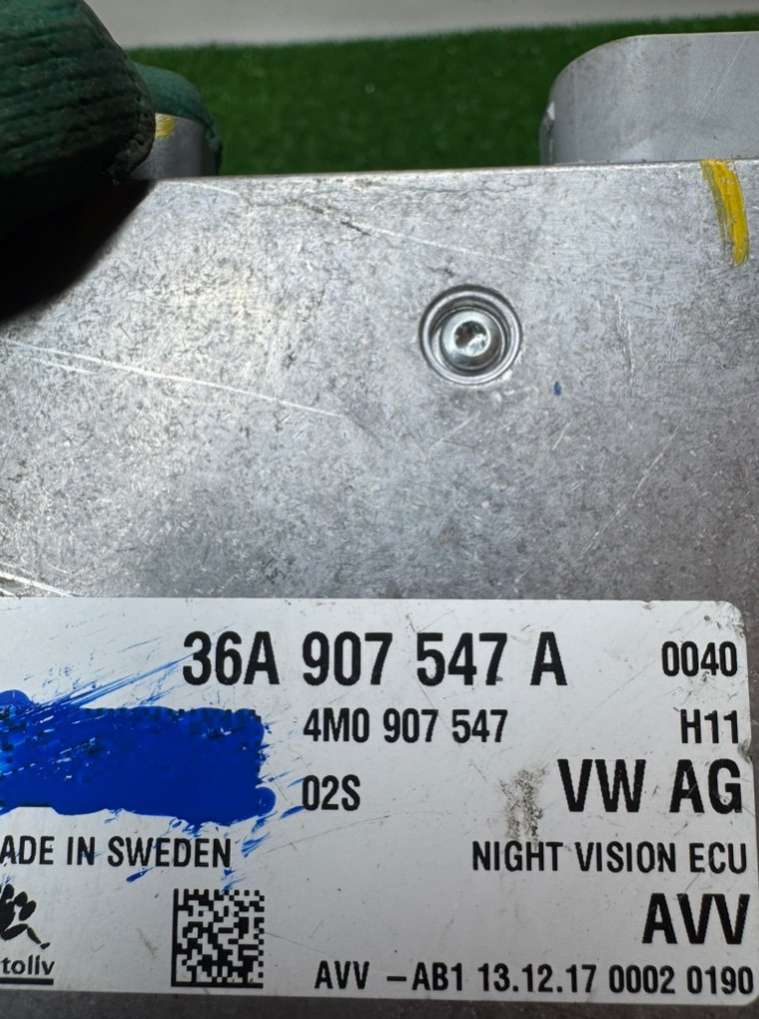 36A 907 547 A 0040
4M0 907 547 H11
02S VW AG
ADE IN SWEDEN NIGHT VISION ECU
AVV
toliv
AVV -AB1 13.12.17 0002 0190